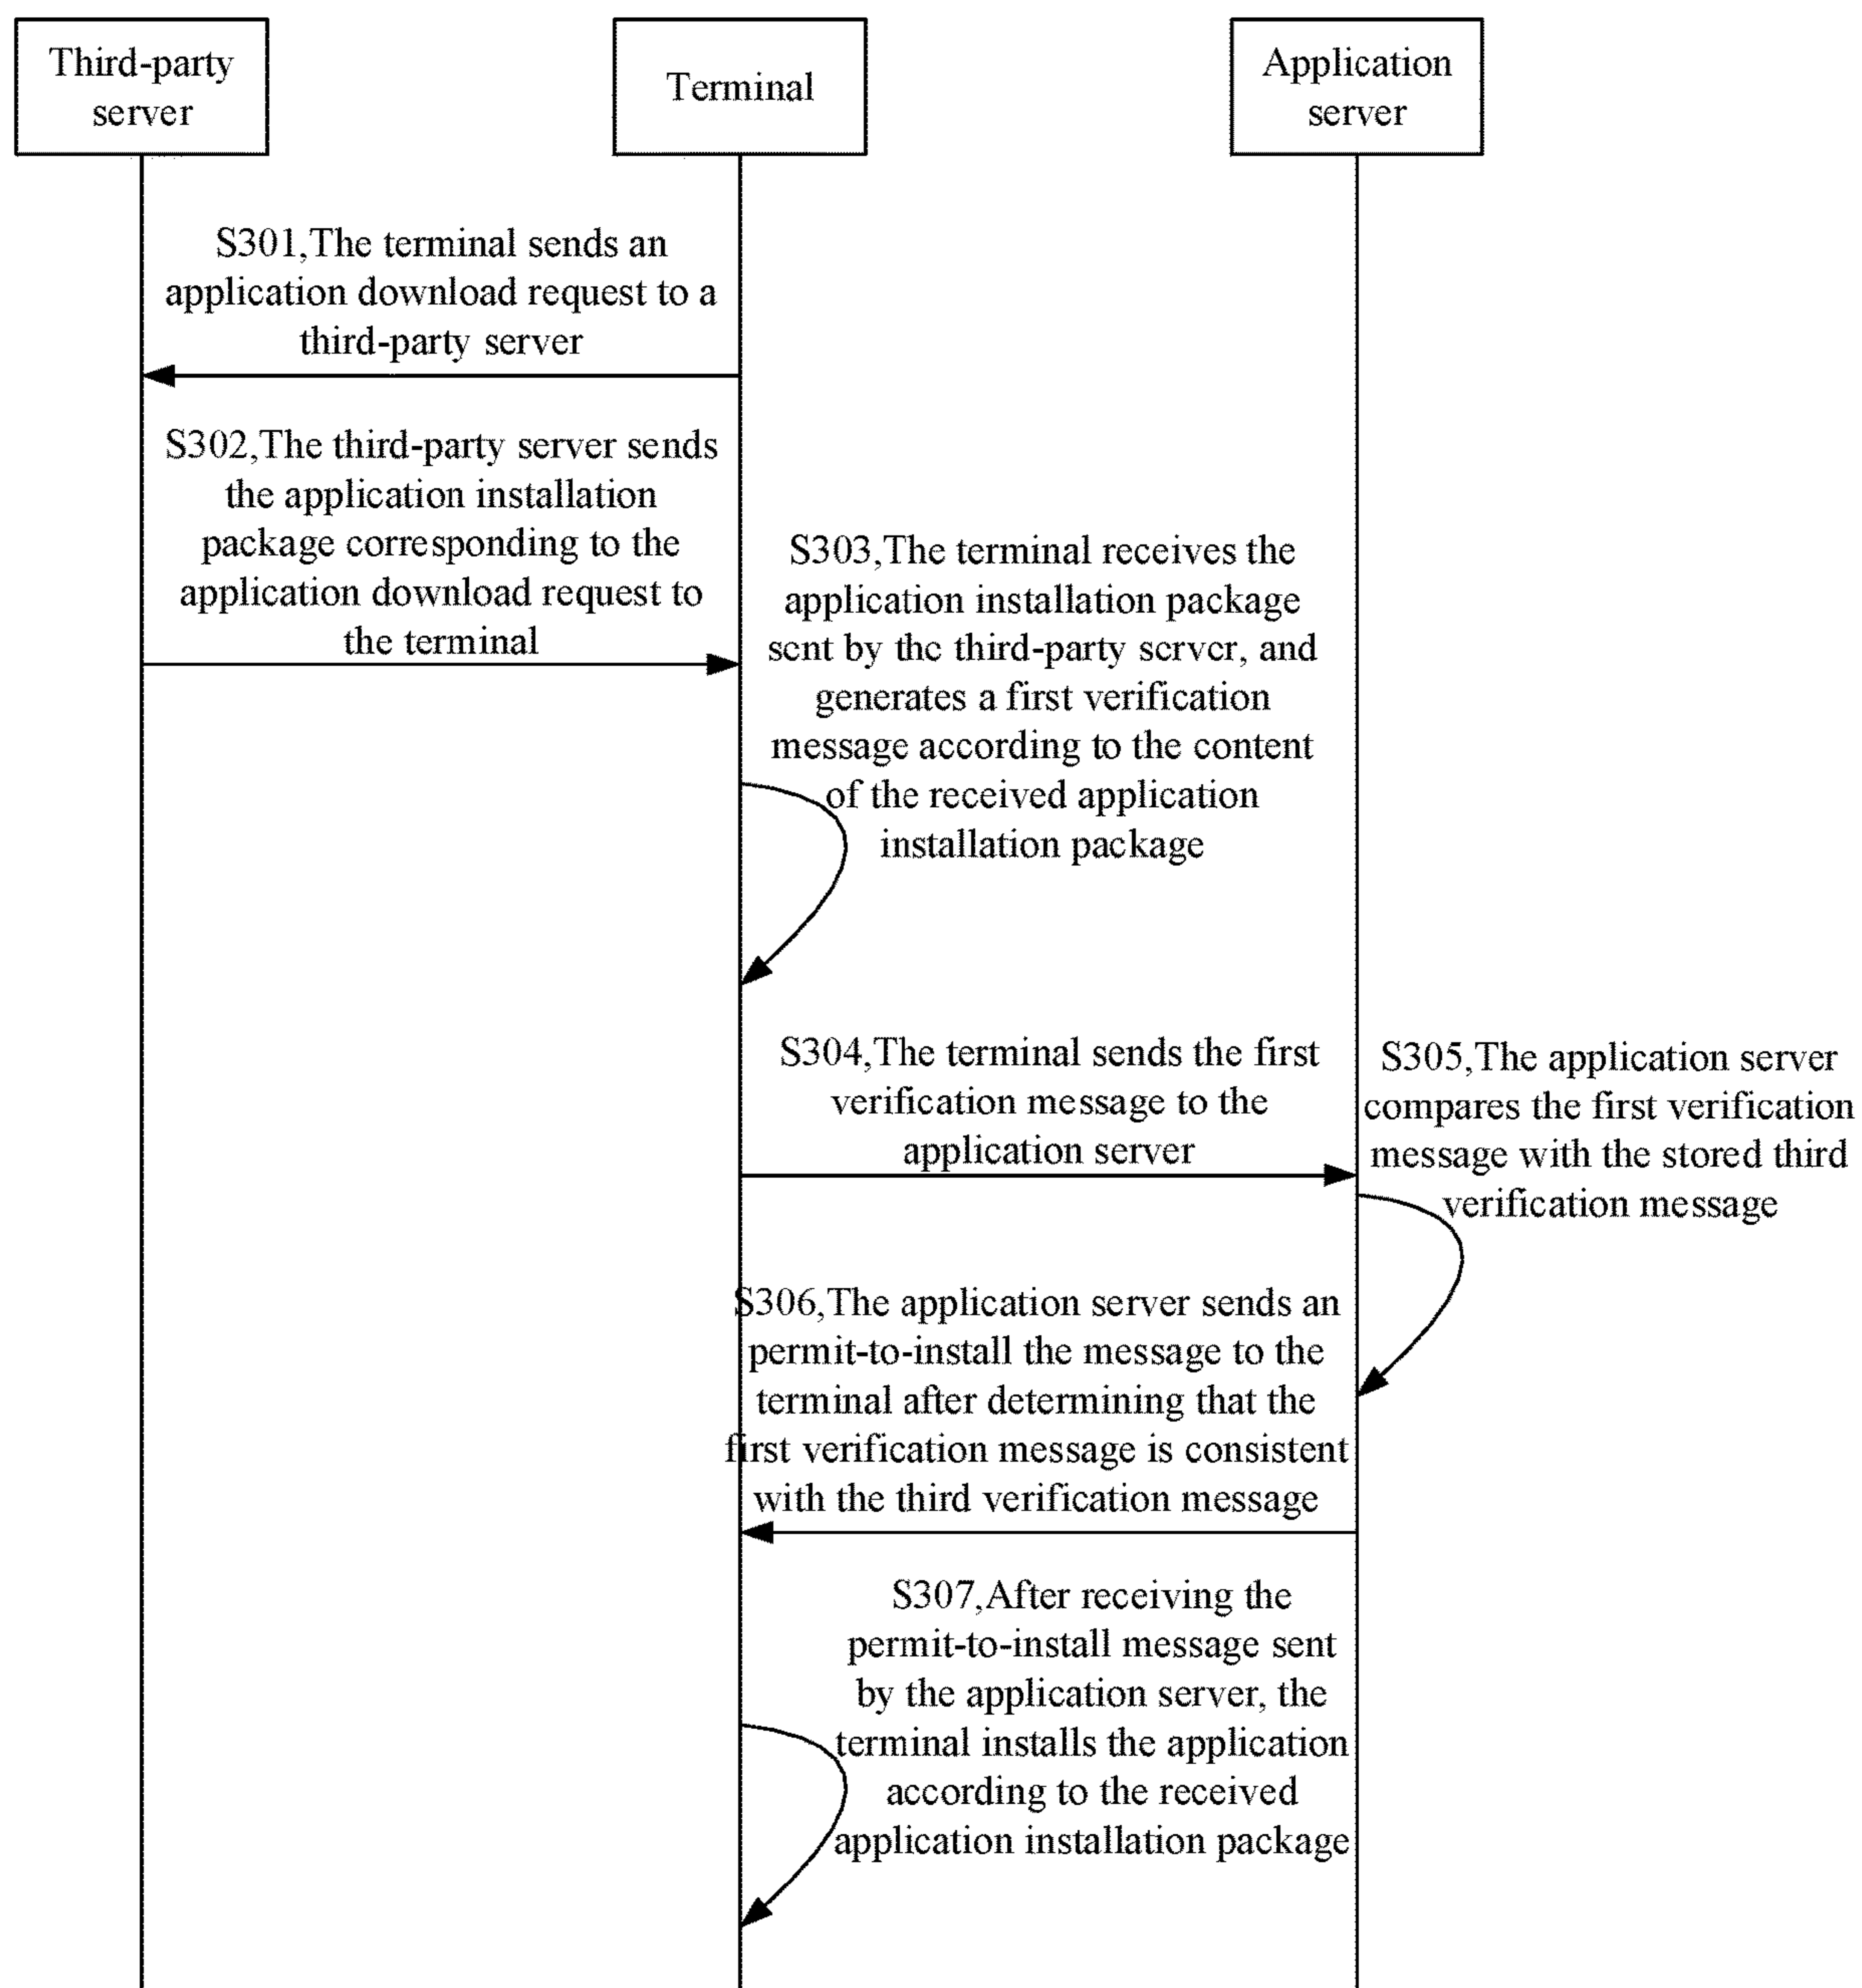 Third-party
server
Terminal
Application
server
S301,The terminal sends an
application download request to a
third-party server
S302,The third-party server sends
the application installation
package corresponding to the
application download request to
the terminal
S303,The terminal receives the
application installation package
sent by the third-party server, and
generates a first verification
message according to the content
of the received application
installation package
S304,The terminal sends the first
verification message to the
application server
S305,The application server
compares the first verification
message with the stored third
verification message
S306,The application server sends an
permit-to-install the message to the
terminal after determining that the
first verification message is consistent
with the third verification message
S307,After receiving the
permit-to-install message sent
by the application server, the
terminal installs the application
according to the received
application installation package